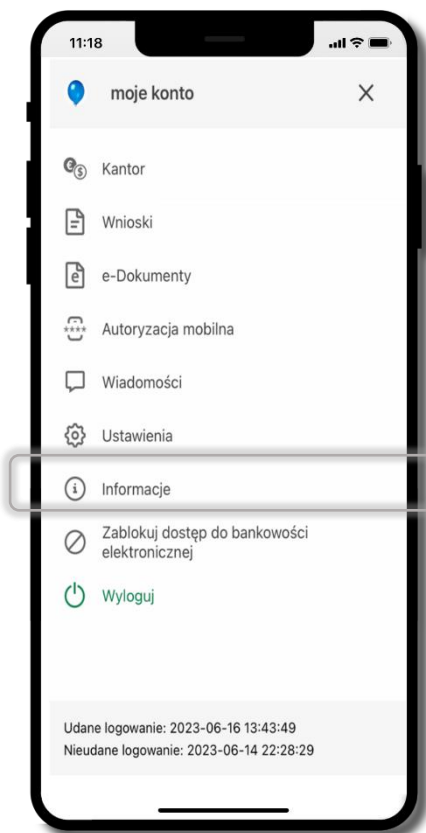 11:18
moje konto
Kantor
Wnioski
e-Dokumenty
Autoryzacja mobilna
Wiadomości
Ustawienia
Informacje
Zablokuj dostęp do bankowości
elektronicznej
Wyloguj
Udane logowanie: 2023-06-16 13:43:49
Nieudane logowanie: 2023-06-14 22:28:29